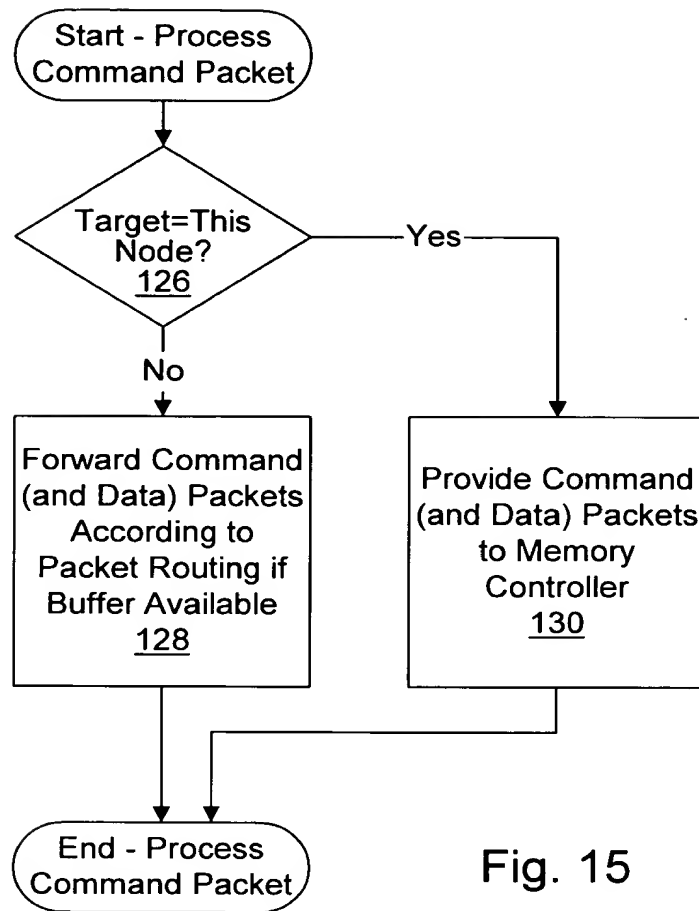 Start - Process
Command Packet
Target=This
Node?
126
Yes
No
Forward Command
(and Data) Packets
According to
Packet Routing if
Buffer Available
128
Provide Command
(and Data) Packets
to Memory
Controller
130
End - Process
Command Packet
Fig. 15